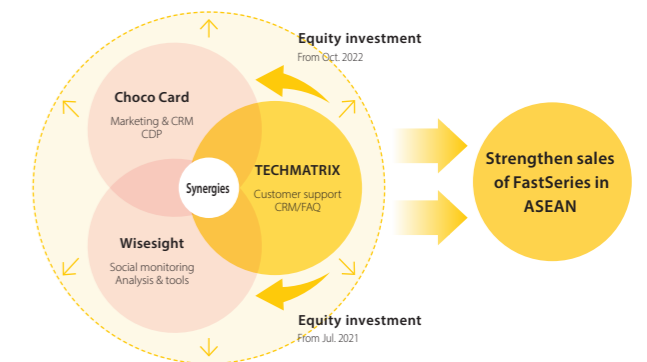 Equity investment
From Oct. 2022
Choco Card
Marketing & CRM
CDP
TECHMATRIX
Customer support
CRM/FAQ
Synergies
Wisesight
Social monitoring
Analysis & tools
Equity investment
From Jul. 2021
Strengthen sales
of FastSeries in
ASEAN